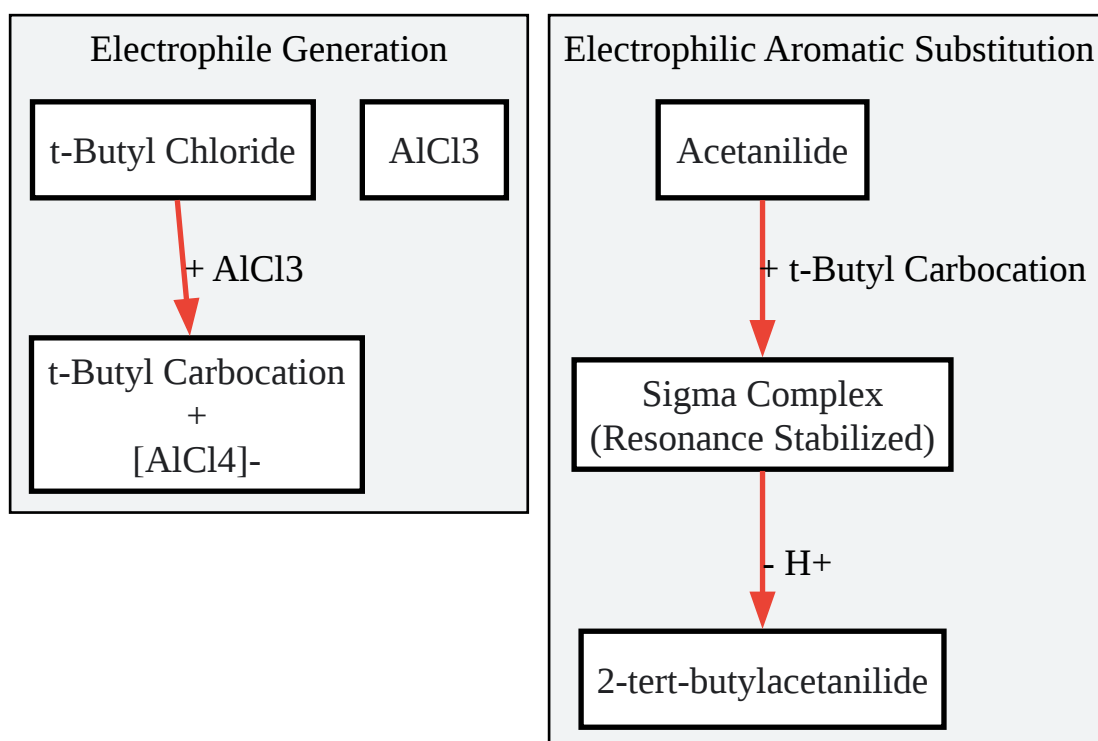 Electrophile Generation
t-Butyl Chloride
AlCl3
+ AlCl3
t-Butyl Carbocation
+
[AlCl4]-
Electrophilic Aromatic Substitution
Acetanilide
+ t-Butyl Carbocation
Sigma Complex
(Resonance Stabilized)
- H+
2-tert-butylacetanilide